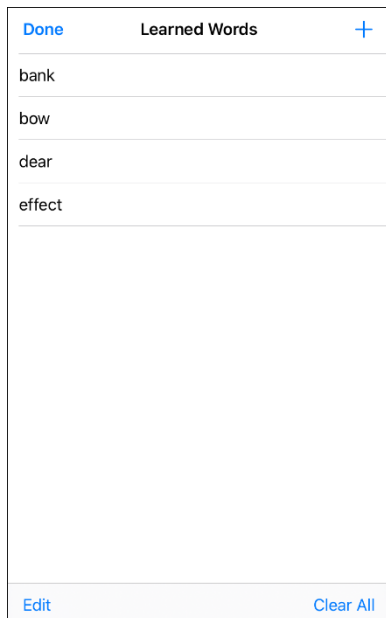 Done Learned Words +
bank
bow
dear
effect
Edit Clear All